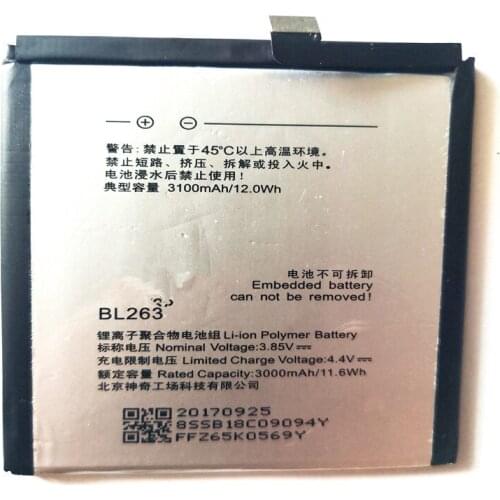 警告:禁止置于45℃以上高温环境。
禁止短路、挤压、拆解或投入火中。
电池浸水后禁止使用!
典型容量 3100mAh/12.0Wh
电池不可拆卸
Embedded battery
can not be removed!
BL263
锂离子聚合物电池组 Li-ion Polymer Battery
标称电压 Nominal Voltage:3.85V
充电限制电压 Limited Charge Voltage:4.4V
额定容量 Rated Capacity:3000mAh/11.6Wh
北京神奇工场科技有限公司
20170925
8SSB18C09094Y
FFZ65K0569Y